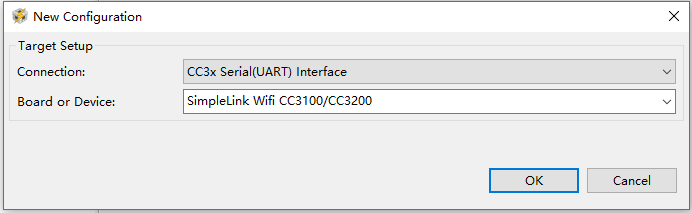 New Configuration
Target Setup
Connection:
CC3x Serial(UART) Interface
Board or Device:
SimpleLink Wifi CC3100/CC3200
OK
Cancel